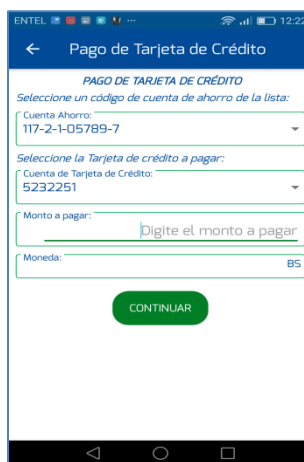 ENTEL ... 12:22
Pago de Tarjeta de Crédito
PAGO DE TARJETA DE CRÉDITO
Seleccione un código de cuenta de ahorro de la lista:
Cuenta Ahorro:
117-2-1-05789-7
Seleccione la Tarjeta de crédito a pagar:
Cuenta de Tarjeta de Crédito:
5232251
Monto a pagar:
Digite el monto a pagar
Moneda:
BS
CONTINUAR